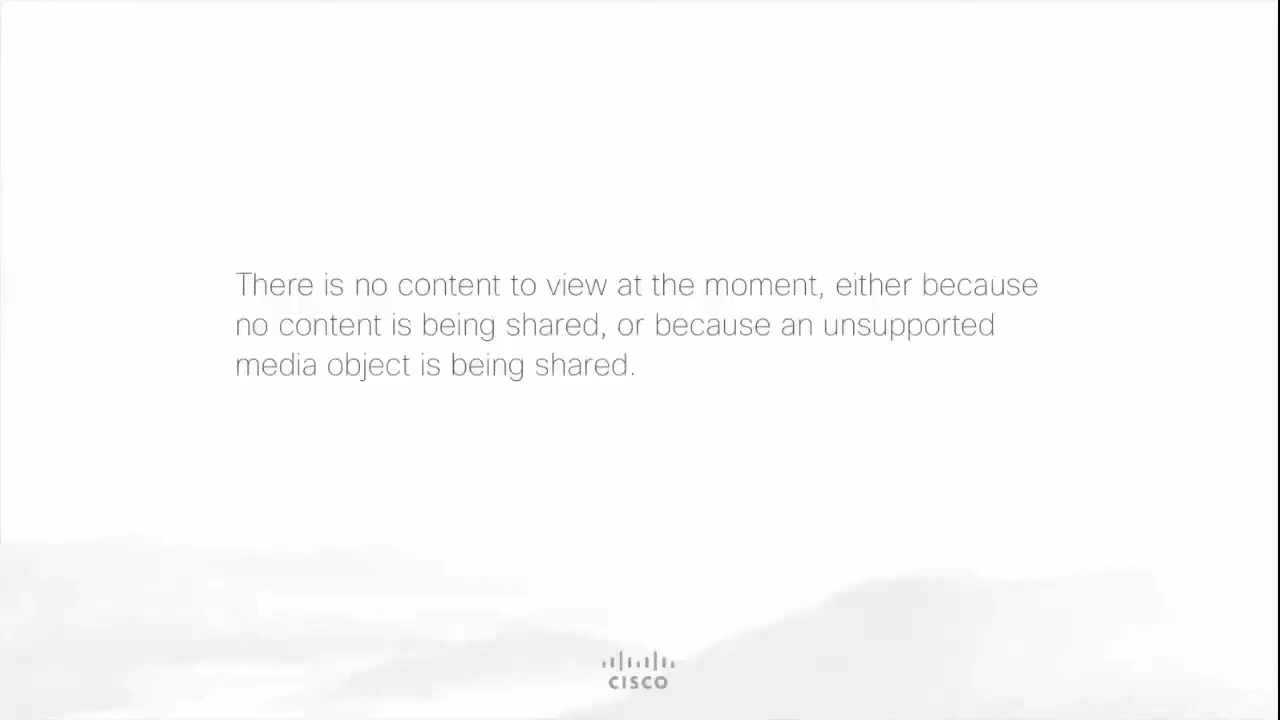 There is no content to view at the moment, either because
no content is being shared, or because an unsupported
media object is being shared.
CISCO